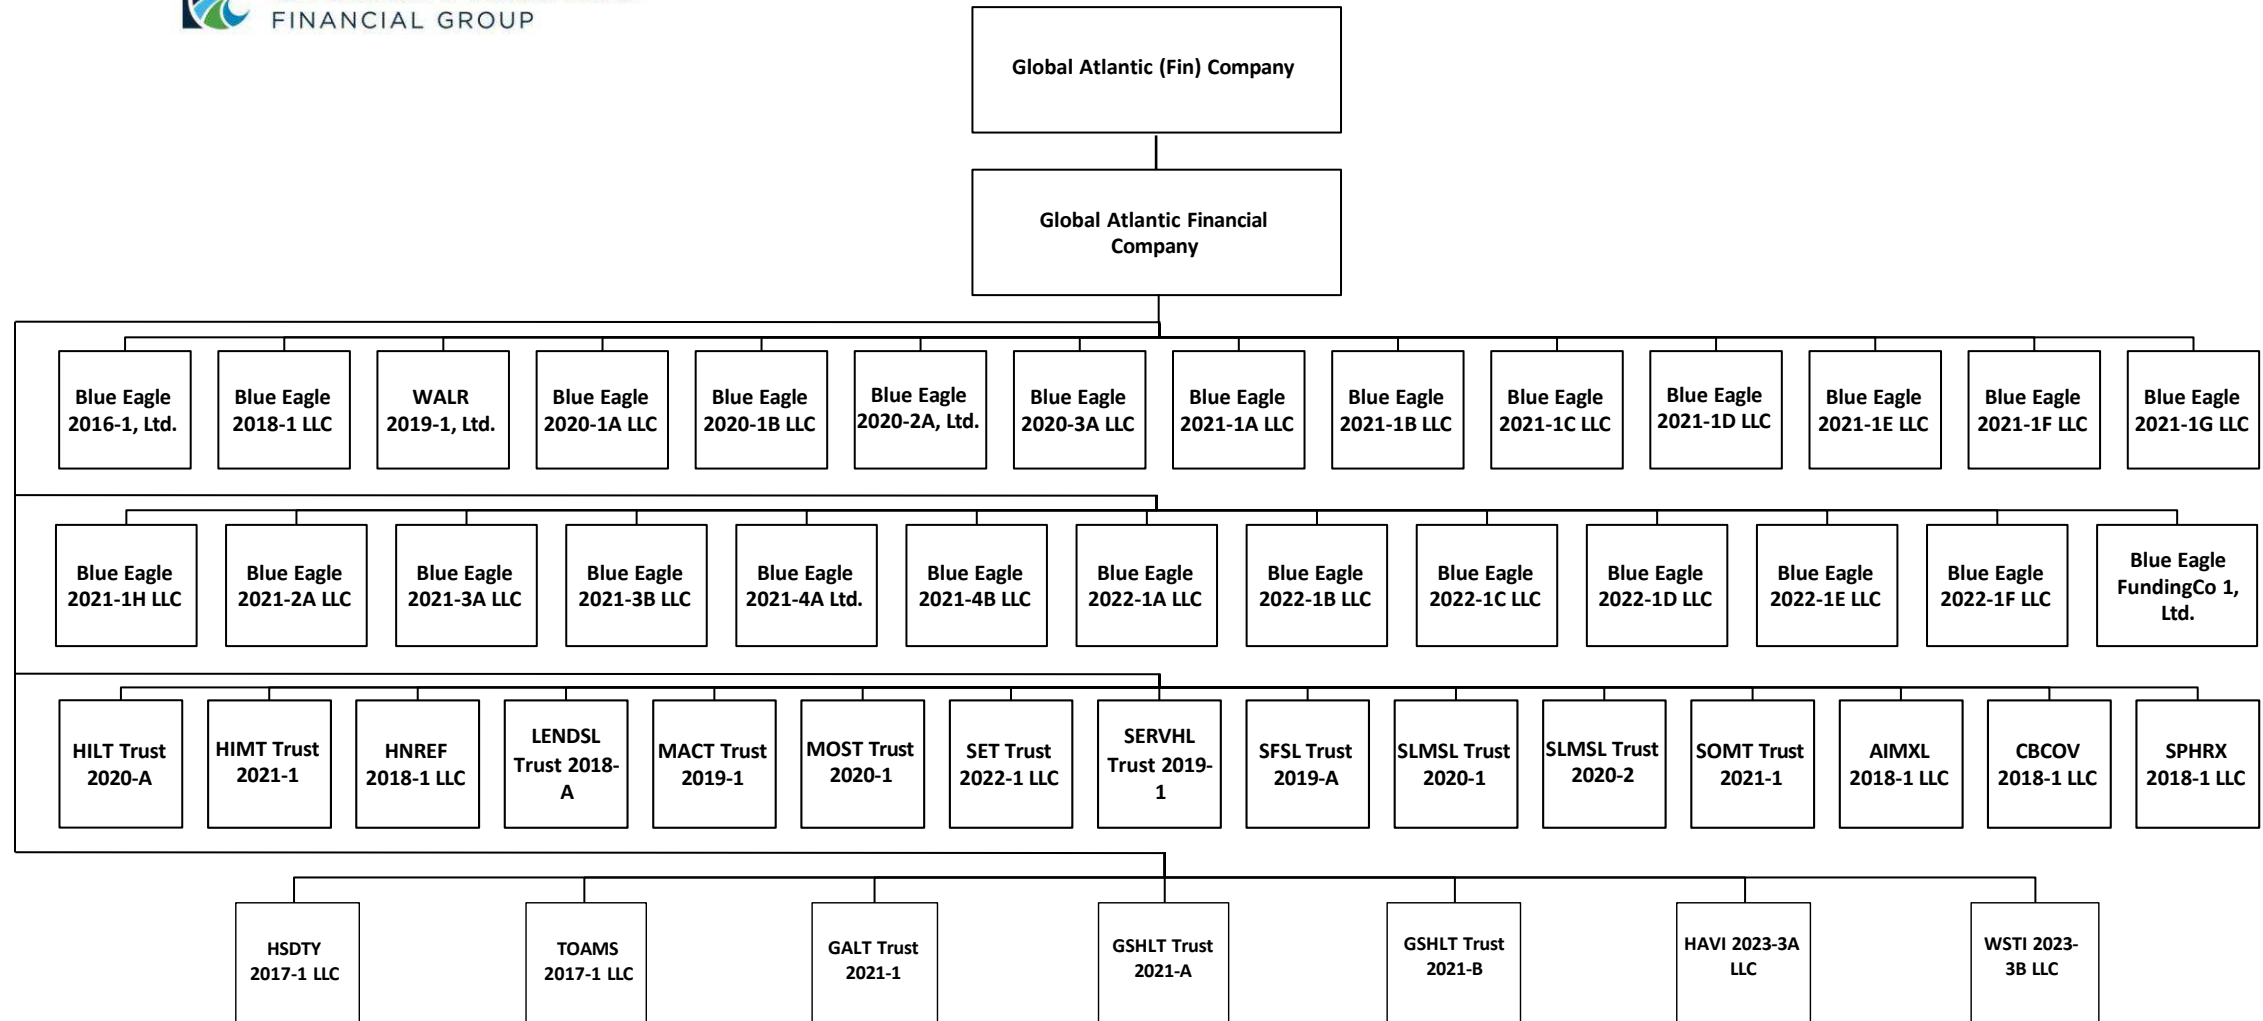 FINANCIAL GROUP
Global Atlantic (Fin) Company
Global Atlantic Financial
Company
Blue Eagle
2016-1, Ltd.
Blue Eagle
2018-1 LLC
WALR
2019-1, Ltd.
Blue Eagle
2020-1A LLC
Blue Eagle
2020-1B LLC
Blue Eagle
2020-2A, Ltd.
Blue Eagle
2020-3A LLC
Blue Eagle
2021-1A LLC
Blue Eagle
2021-1B LLC
Blue Eagle
2021-1C LLC
Blue Eagle
2021-1D LLC
Blue Eagle
2021-1E LLC
Blue Eagle
2021-1F LLC
Blue Eagle
2021-1G LLC
Blue Eagle
2021-1H LLC
Blue Eagle
2021-2A LLC
Blue Eagle
2021-3A LLC
Blue Eagle
2021-3B LLC
Blue Eagle
2021-4A Ltd.
Blue Eagle
2021-4B LLC
Blue Eagle
2022-1A LLC
Blue Eagle
2022-1B LLC
Blue Eagle
2022-1C LLC
Blue Eagle
2022-1D LLC
Blue Eagle
2022-1E LLC
Blue Eagle
2022-1F LLC
Blue Eagle
FundingCo 1,
Ltd.
HILT Trust
2020-A
HIMT Trust
2021-1
HNREF
2018-1 LLC
LENDSL
Trust 2018-
A
MACT Trust
2019-1
MOST Trust
2020-1
SET Trust
2022-1 LLC
SERVHL
Trust 2019-
1
SFSL Trust
2019-A
SLMSL Trust
2020-1
SLMSL Trust
2020-2
SOMT Trust
2021-1
AIMXL
2018-1 LLC
CBCOV
2018-1 LLC
SPHRX
2018-1 LLC
HSDTY
2017-1 LLC
TOAMS
2017-1 LLC
GALT Trust
2021-1
GSHLT Trust
2021-A
GSHLT Trust
2021-B
HAVI 2023-3A
LLC
WSTI 2023-
3B LLC